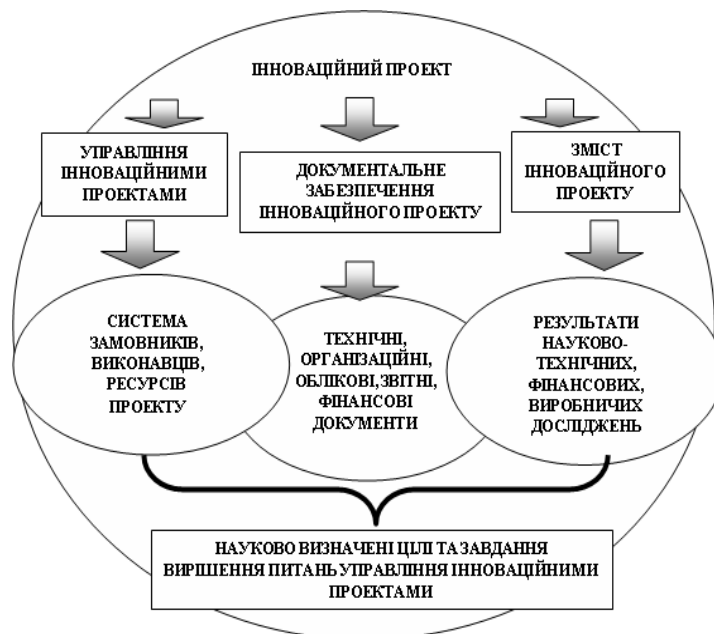 ІННОВАЦІЙНИЙ ПРОЕКТ
УПРАВЛІННЯ
ІННОВАЦІЙНИМИ
ПРОЕКТАМИ
ДОКУМЕНТАЛЬНЕ
ЗАБЕЗПЕЧЕННЯ
ІННОВАЦІЙНОГО ПРОЕКТУ
ЗМІСТ
ІННОВАЦІЙНОГО
ПРОЕКТУ
СИСТЕМА
ЗАМОВНИКІВ,
ВИКОНАВЦІВ,
РЕСУРСІВ
ПРОЕКТУ
ТЕХНІЧНІ,
ОРГАНІЗАЦІЙНІ,
ОБЛІКОВІ,ЗВІТНІ,
ФІНАНСОВІ
ДОКУМЕНТИ
РЕЗУЛЬТАТИ
НАУКОВО-
ТЕХНІЧНИХ,
ФІНАНСОВИХ,
ВИРОБНИЧИХ
ДОСЛІДЖЕНЬ
НАУКОВО ВИЗНАЧЕНІ ЦІЛІ ТА ЗАВДАННЯ
ВИРІШЕННЯ ПИТАНЬ УПРАВЛІННЯ ІННОВАЦІЙНИМИ
ПРОЕКТАМИ